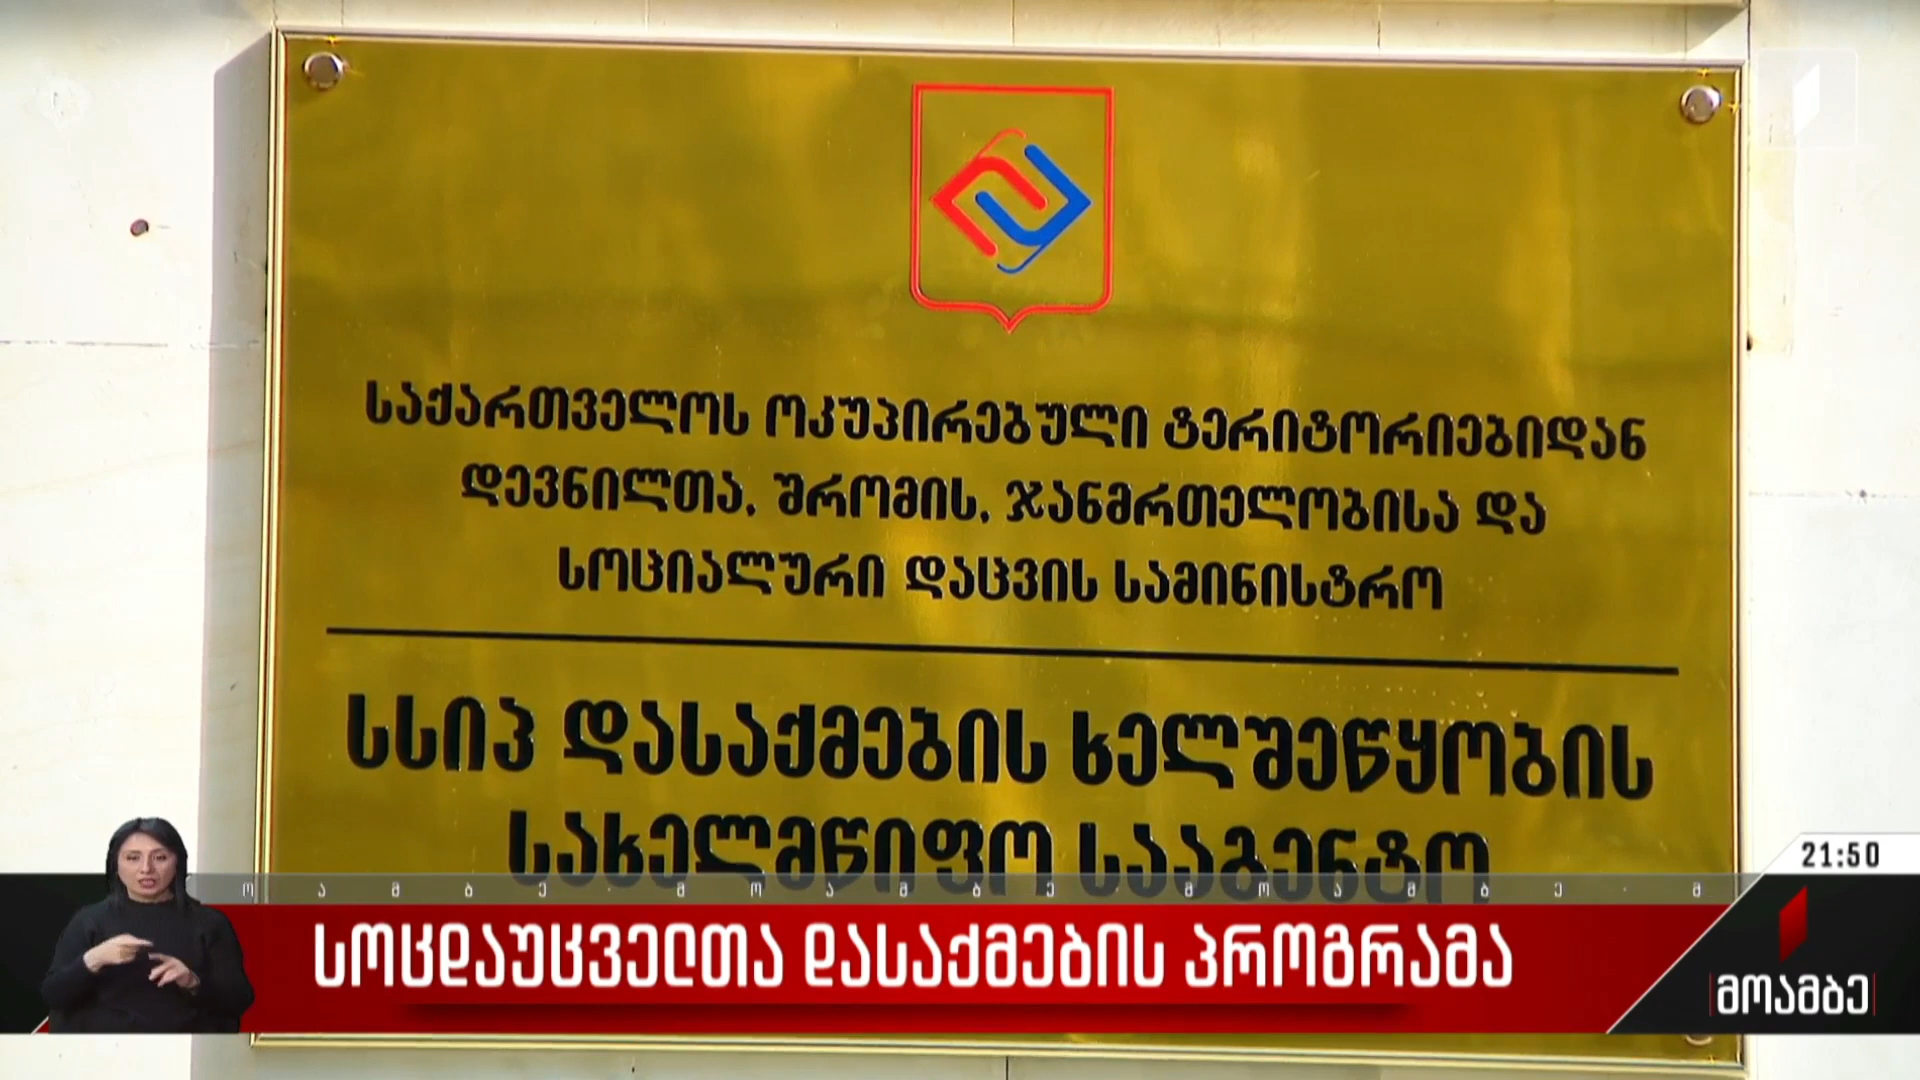 საქართველოს ოკუპირებული ტერიტორიებიდან
დევნილთა, შრომის, ჯანმრთელობისა და
სოციალური დაცვის სამინისტრო
სსიპ დასაქმების ხელშეწყობის
სახელმწიფო სააგენტო
21:50
ო ა მ ბ ე · მ ო ა მ ბ ე · მ ო ა მ ბ ე · მ
სოცდაუცველთა დასაქმების პროგრამა
მოამბე